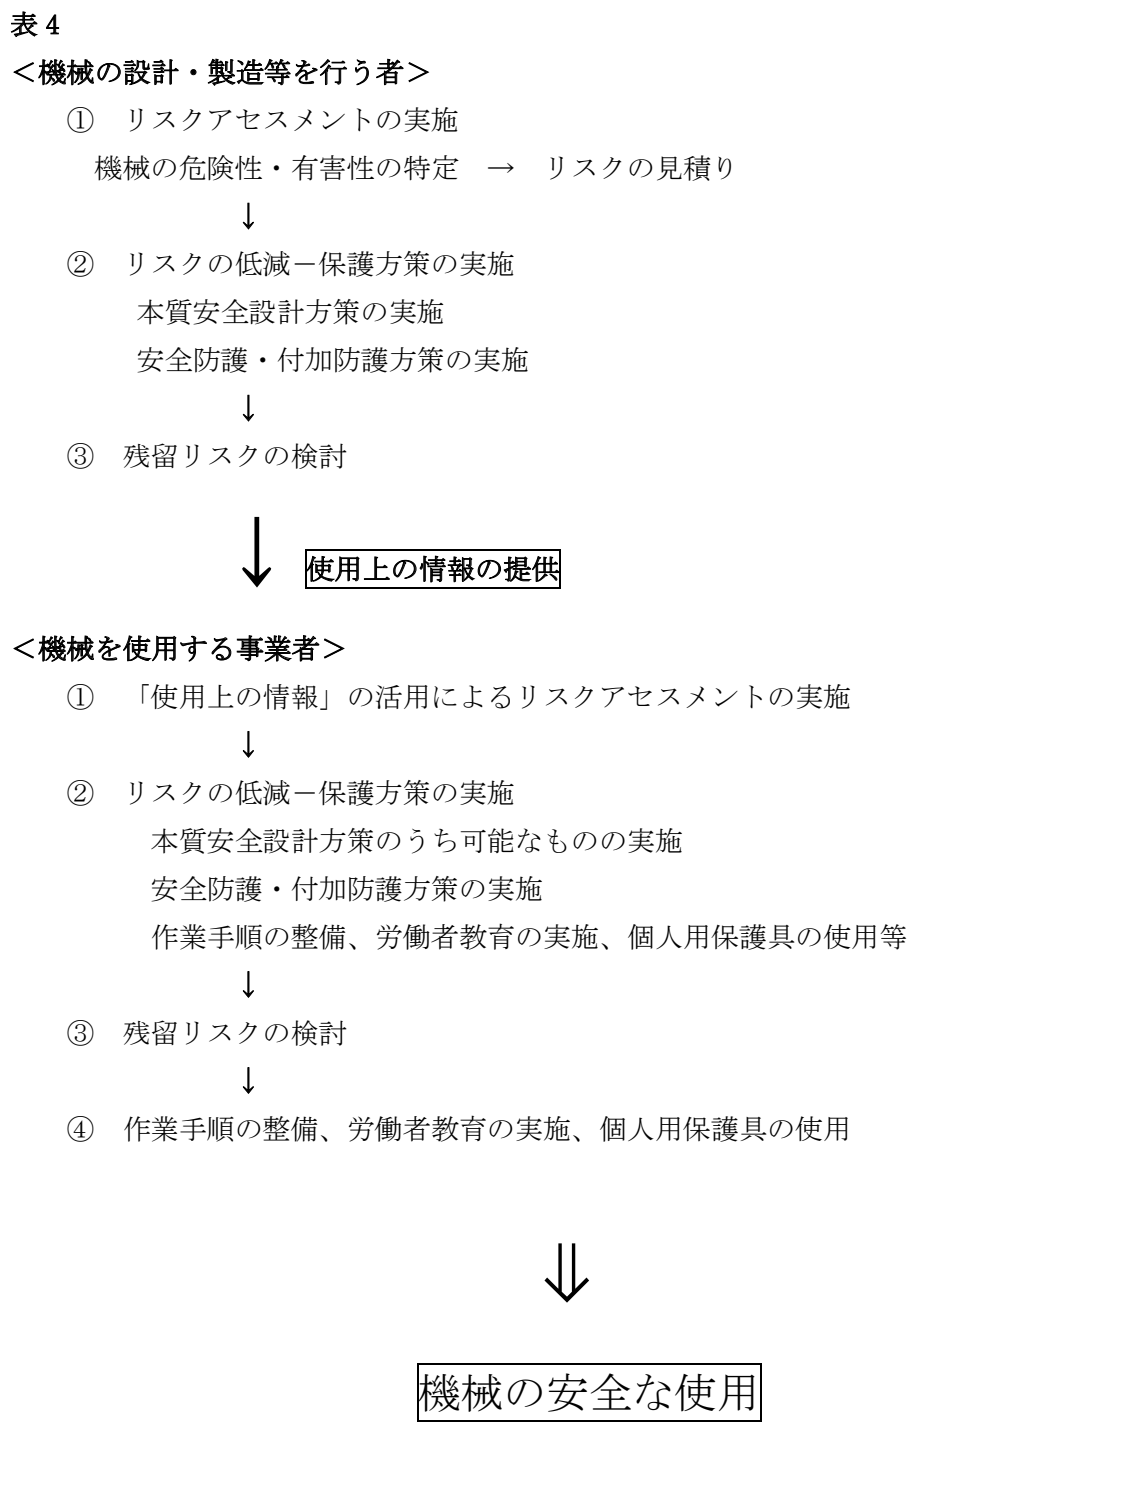 表 4
＜機械の設計・製造等を行う者＞
①　リスクアセスメントの実施
機械の危険性・有害性の特定　→　リスクの見積り
↓
②　リスクの低減－保護方策の実施
本質安全設計方策の実施
安全防護・付加防護方策の実施
↓
③　残留リスクの検討
↓　使用上の情報の提供
＜機械を使用する事業者＞
①　「使用上の情報」の活用によるリスクアセスメントの実施
↓
②　リスクの低減－保護方策の実施
本質安全設計方策のうち可能なものの実施
安全防護・付加防護方策の実施
作業手順の整備、労働者教育の実施、個人用保護具の使用等
↓
③　残留リスクの検討
↓
④　作業手順の整備、労働者教育の実施、個人用保護具の使用
⇓
機械の安全な使用